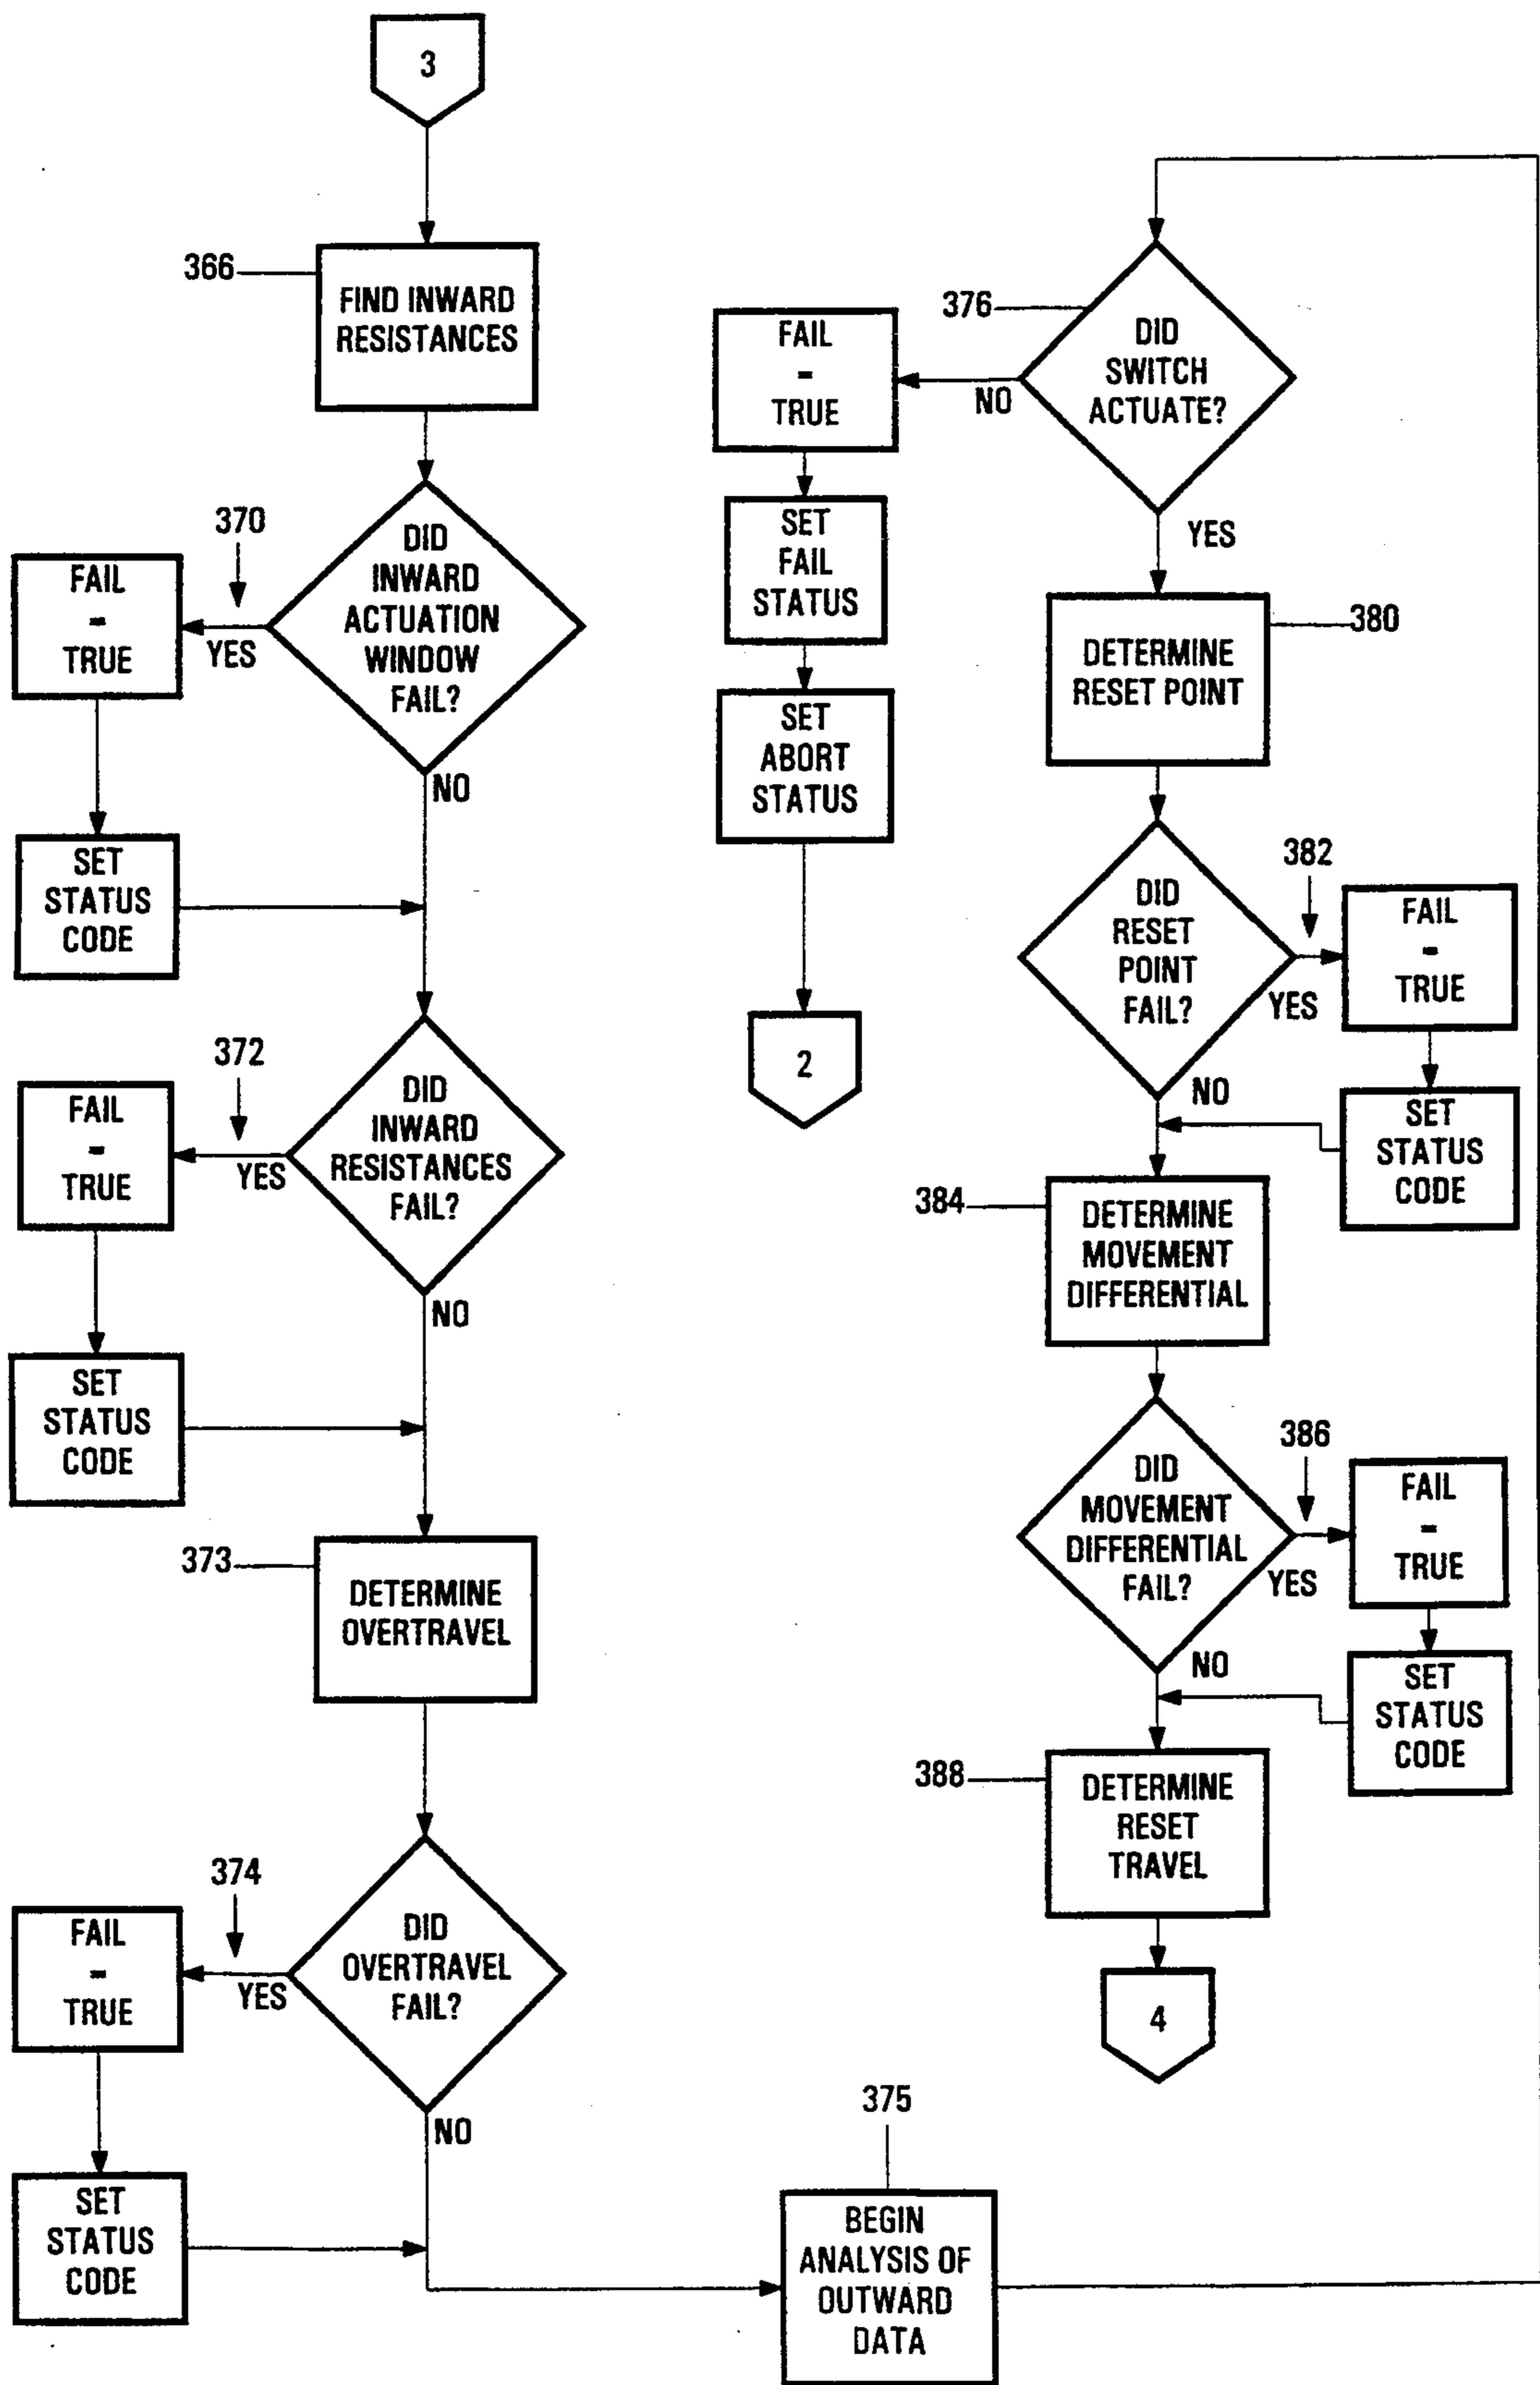 3
366
FIND INWARD
RESISTANCES
370
DID
INWARD
ACTUATION
WINDOW
FAIL?
YES
NO
FAIL
=
TRUE
SET
STATUS
CODE
372
DID
INWARD
RESISTANCES
FAIL?
YES
NO
FAIL
=
TRUE
SET
STATUS
CODE
373
DETERMINE
OVERTRAVEL
374
DID
OVERTRAVEL
FAIL?
YES
NO
FAIL
=
TRUE
SET
STATUS
CODE
375
BEGIN
ANALYSIS OF
OUTWARD
DATA
376
DID
SWITCH
ACTUATE?
NO
YES
FAIL
=
TRUE
SET
FAIL
STATUS
SET
ABORT
STATUS
2
380
DETERMINE
RESET POINT
382
DID
RESET
POINT
FAIL?
YES
NO
FAIL
=
TRUE
SET
STATUS
CODE
384
DETERMINE
MOVEMENT
DIFFERENTIAL
386
DID
MOVEMENT
DIFFERENTIAL
FAIL?
YES
NO
FAIL
=
TRUE
SET
STATUS
CODE
388
DETERMINE
RESET
TRAVEL
4